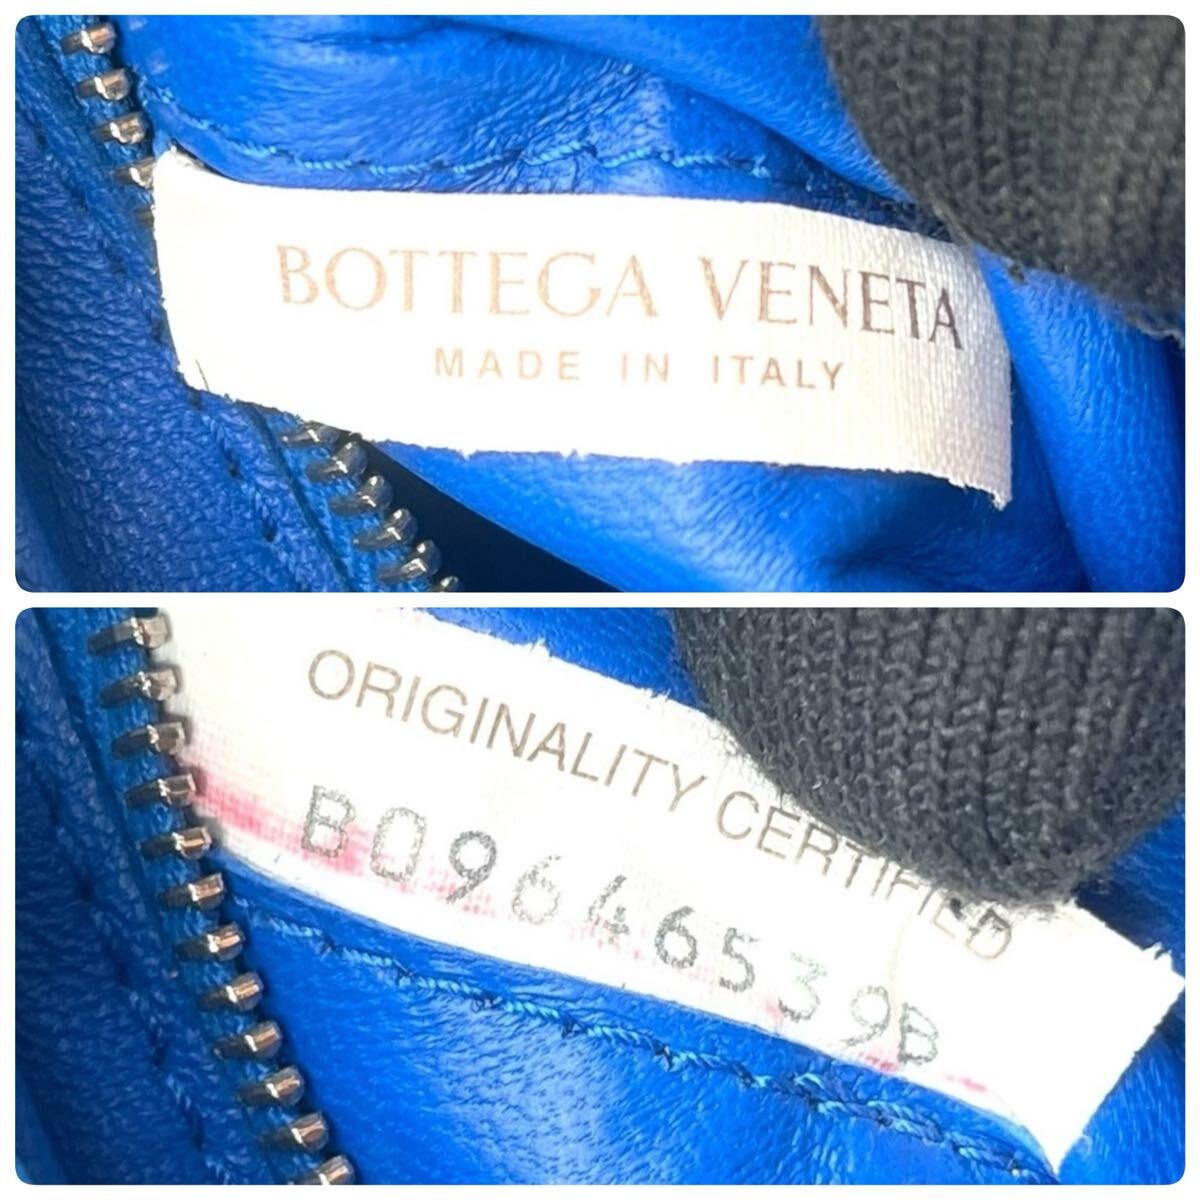 BOTTEGA VENETA
MADE IN ITALY
ORIGINALITY CERTIFIED
B09646539B